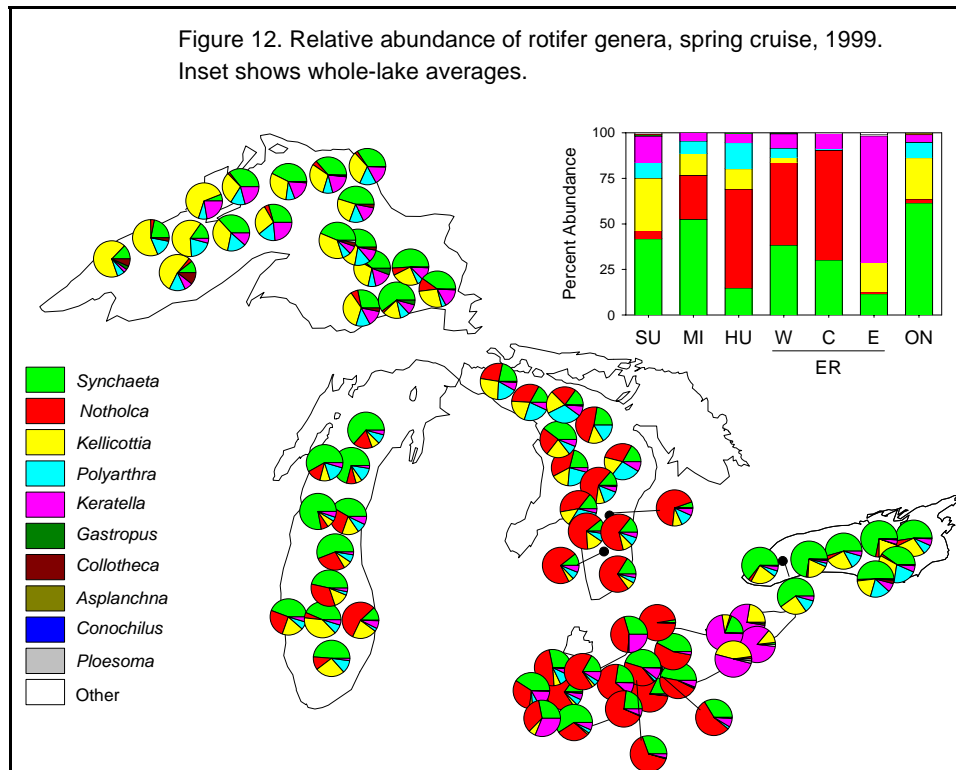 Figure 12. Relative abundance of rotifer genera, spring cruise, 1999.
Inset shows whole-lake averages.
100
75
50
25
0
Percent Abundance
SU MI HU W C E ON
ER
Synchaeta
Notholca
Kellicottia
Polyarthra
Keratella
Gastropus
Collotheca
Asplanchna
Conochilus
Ploesoma
Other